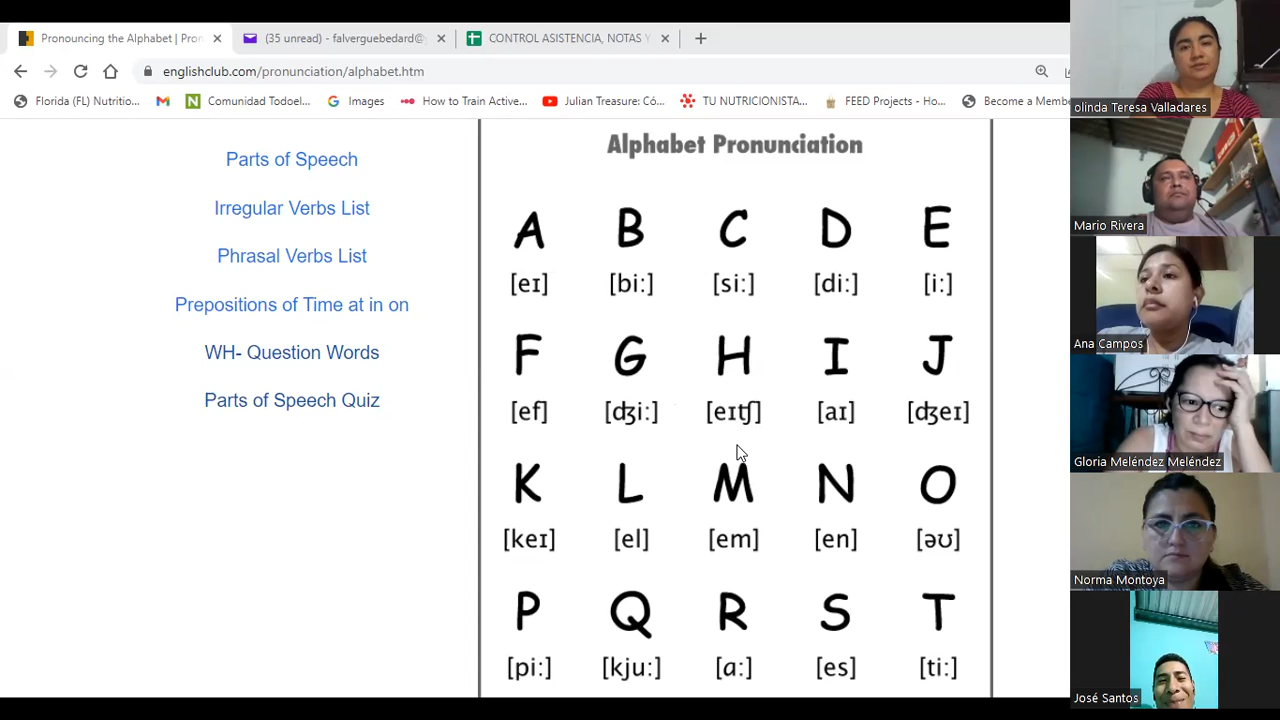 Pronouncing the Alphabet | Pron
(35 unread) - falverguebedard@
CONTROL ASISTENCIA, NOTAS Y
englishclub.com/pronunciation/alphabet.htm
Florida (FL) Nutritio... Comunidad Todoel... Images How to Train Active... Julian Treasure: Có... TU NUTRICIONISTA... FEED Projects - Ho... Become a Membe
Parts of Speech
Irregular Verbs List
Phrasal Verbs List
Prepositions of Time at in on
WH- Question Words
Parts of Speech Quiz
Alphabet Pronunciation
A B C D E
[eɪ] [bi:] [si:] [di:] [i:]
F G H I J
[ef] [ʤi:] [eɪʧ] [aɪ] [ʤeɪ]
K L M N O
[keɪ] [el] [em] [en] [əʊ]
P Q R S T
[pi:] [kju:] [ɑ:] [es] [ti:]
olinda Teresa Valladares
Mario Rivera
Ana Campos
Gloria Meléndez Meléndez
Norma Montoya
José Santos